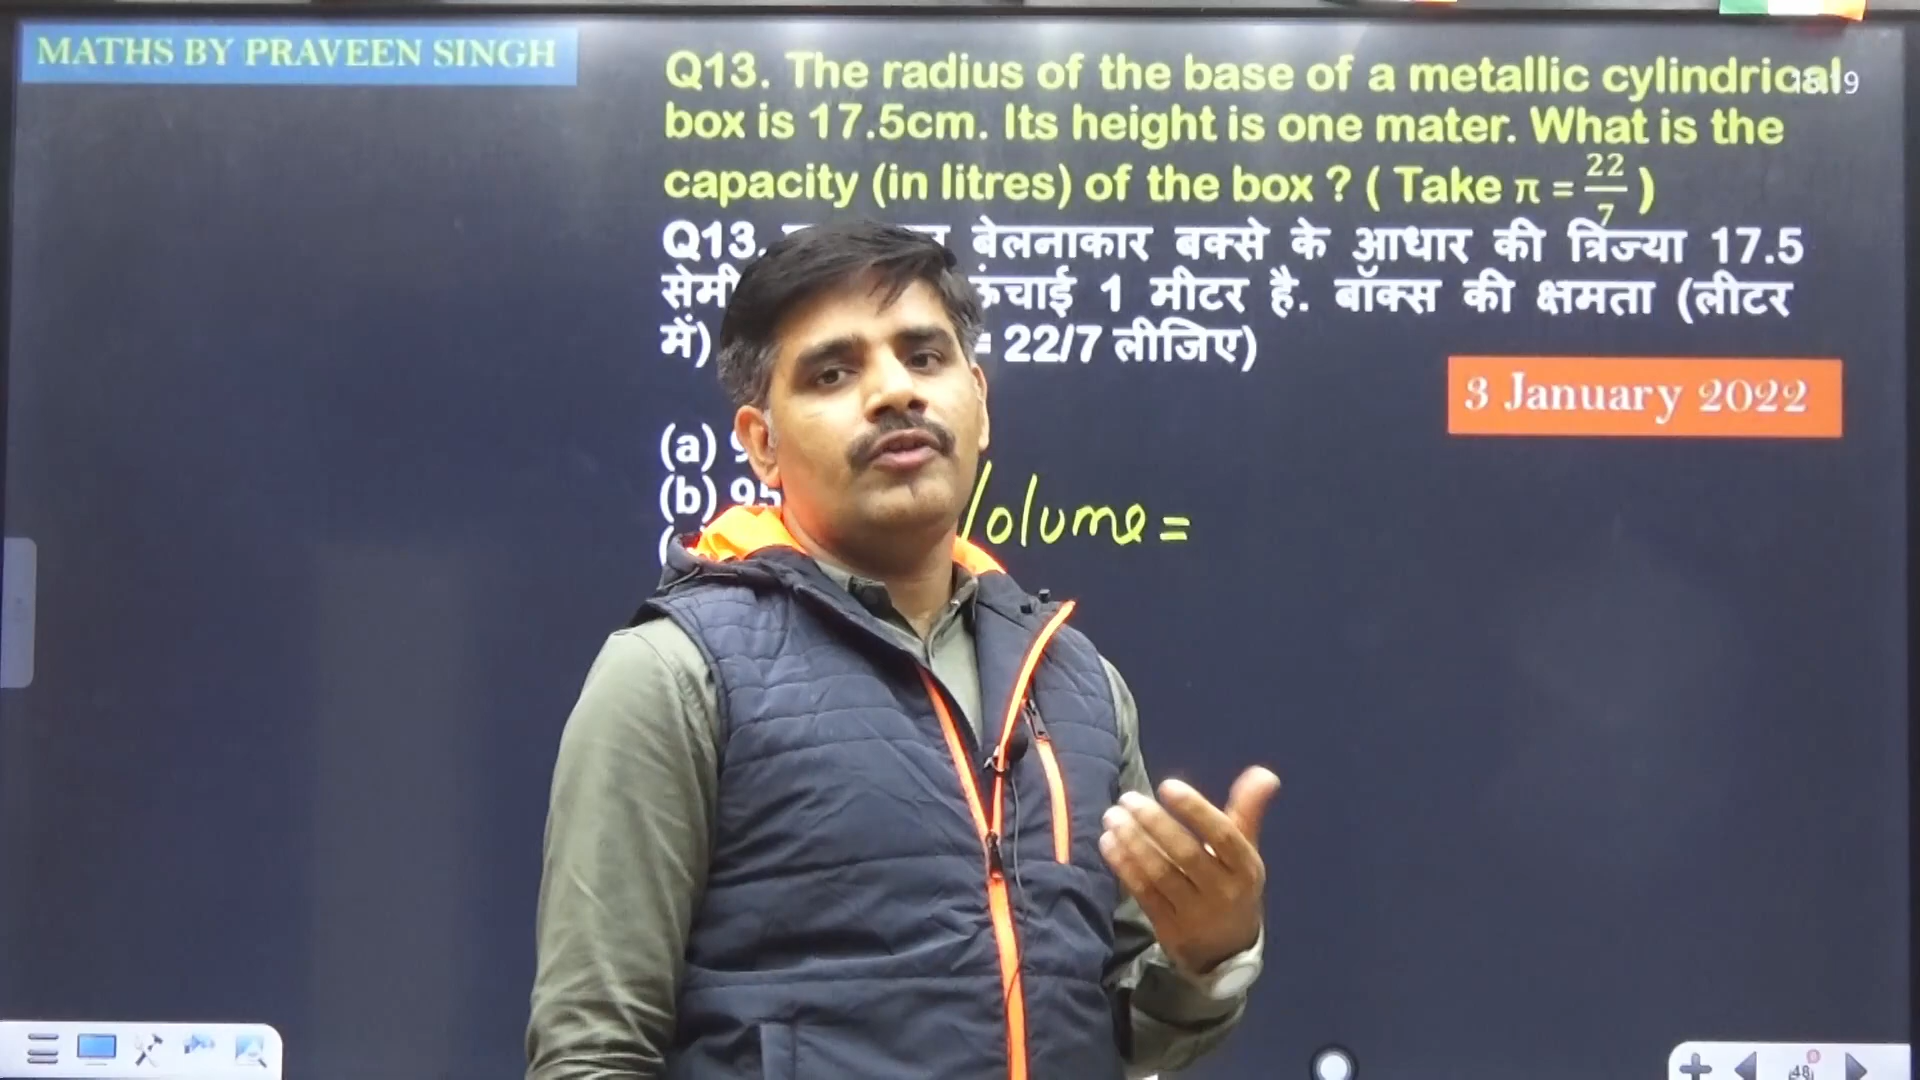 MATHS BY PRAVEEN SINGH
Q13. The radius of the base of a metallic cylindrical
box is 17.5cm. Its height is one mater. What is the
capacity (in litres) of the box ? ( Take π = 22/7 )
Q13. बेलनाकार बक्से के आधार की त्रिज्या 17.5
सेमी ऊंचाई 1 मीटर है. बॉक्स की क्षमता (लीटर
में) = 22/7 लीजिए)
3 January 2022
(a)
(b)
Volume =
48